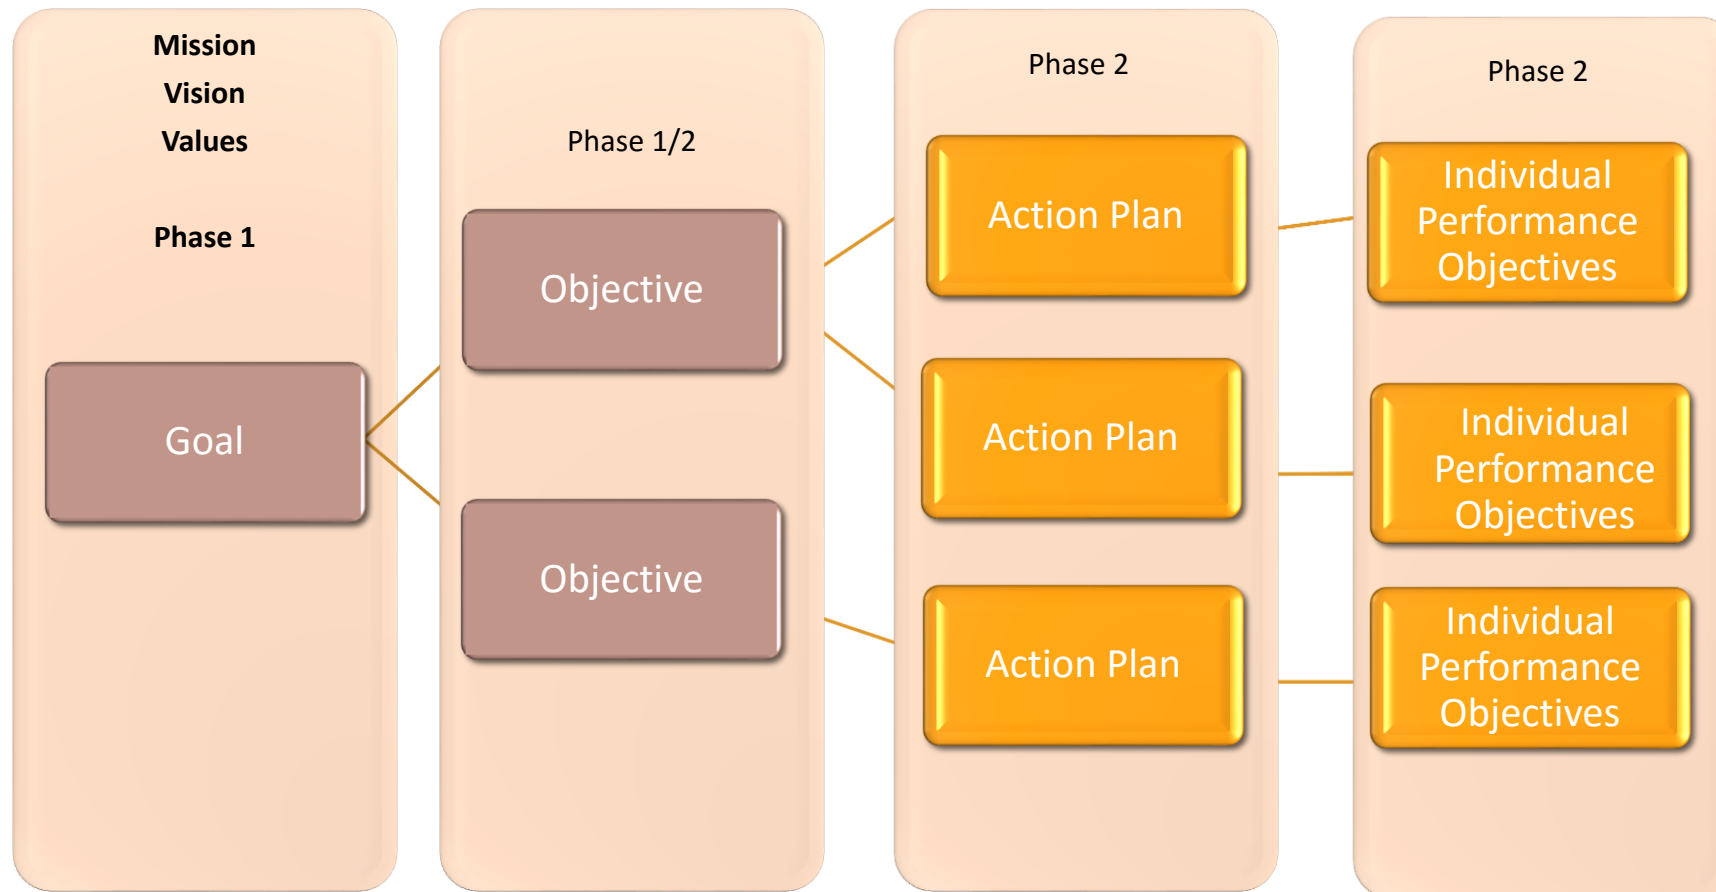 Mission
Vision
Values
Phase 1
Goal
Phase 1/2
Objective
Objective
Phase 2
Action Plan
Action Plan
Action Plan
Phase 2
Individual
Performance
Objectives
Individual
Performance
Objectives
Individual
Performance
Objectives